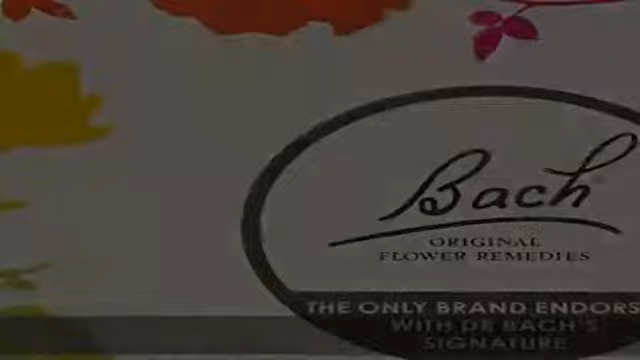 Bach
ORIGINAL
FLOWER REMEDIES
THE ONLY BRAND ENDORS
WITH DR BACH'S
SIGNATURE